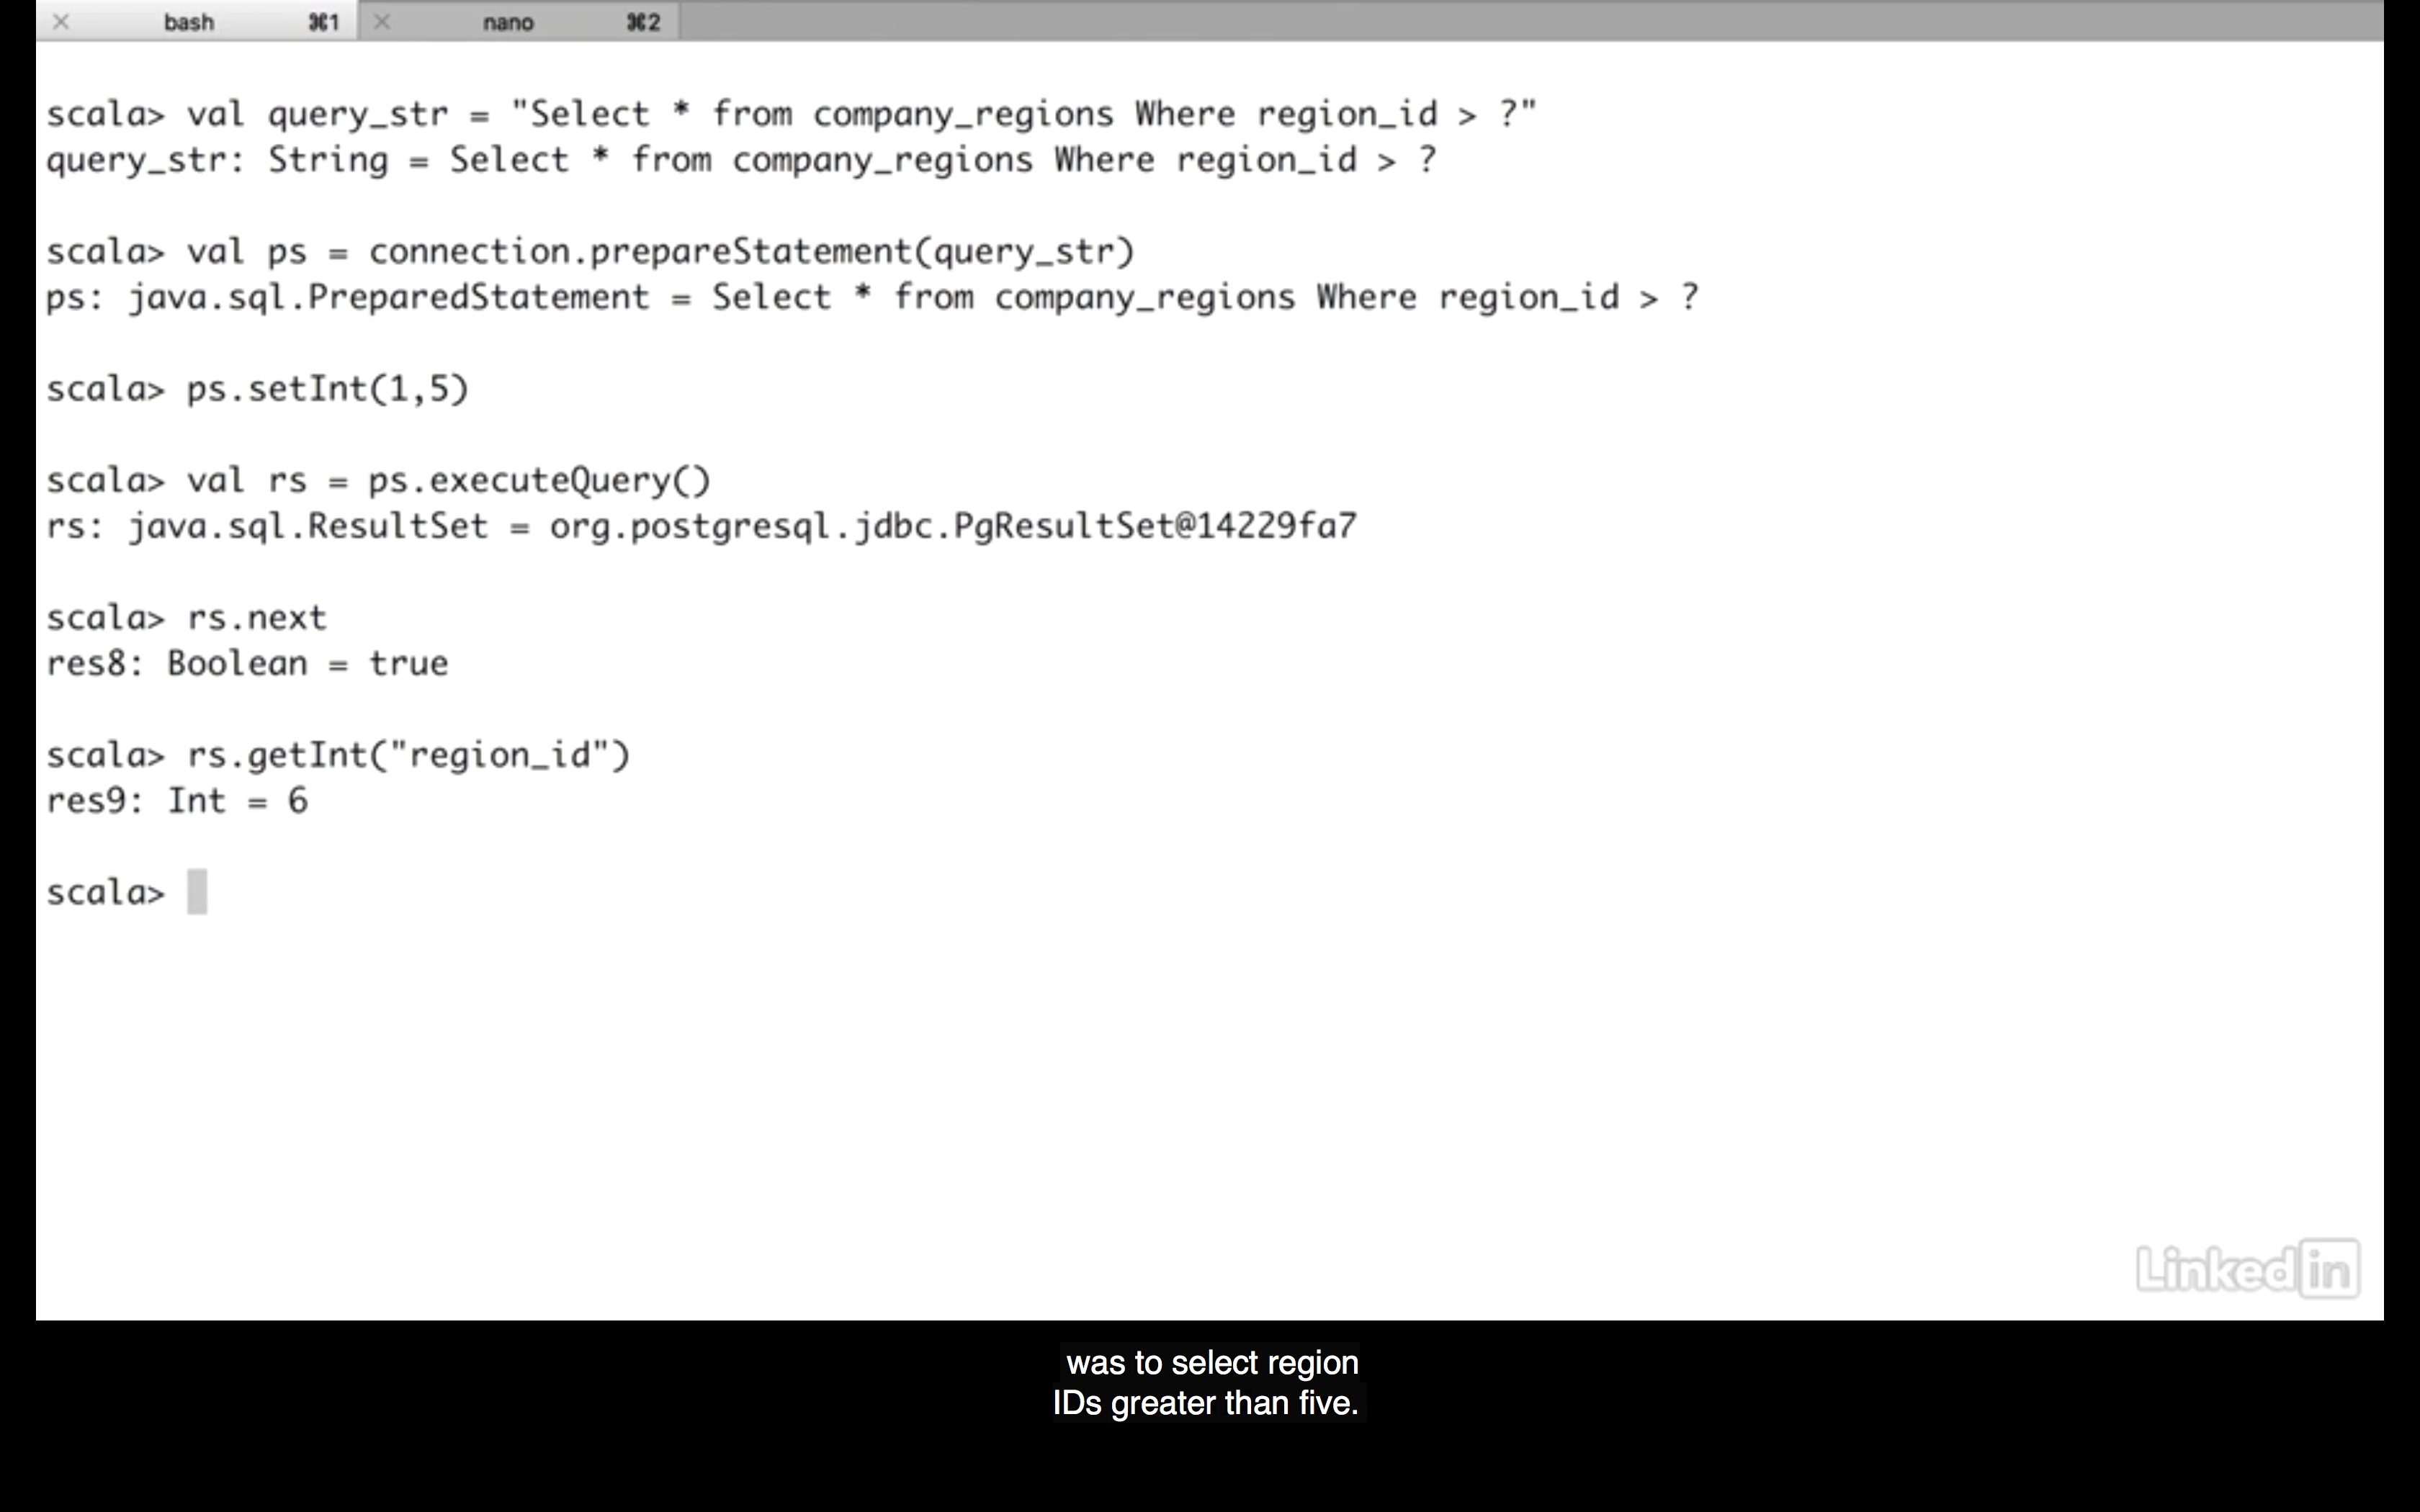 bash ⌘1 nano ⌘2
scala> val query_str = "Select * from company_regions Where region_id > ?"
query_str: String = Select * from company_regions Where region_id > ?
scala> val ps = connection.prepareStatement(query_str)
ps: java.sql.PreparedStatement = Select * from company_regions Where region_id > ?
scala> ps.setInt(1,5)
scala> val rs = ps.executeQuery()
rs: java.sql.ResultSet = org.postgresql.jdbc.PgResultSet@14229fa7
scala> rs.next
res8: Boolean = true
scala> rs.getInt("region_id")
res9: Int = 6
scala>
Linked in
was to select region
IDs greater than five.